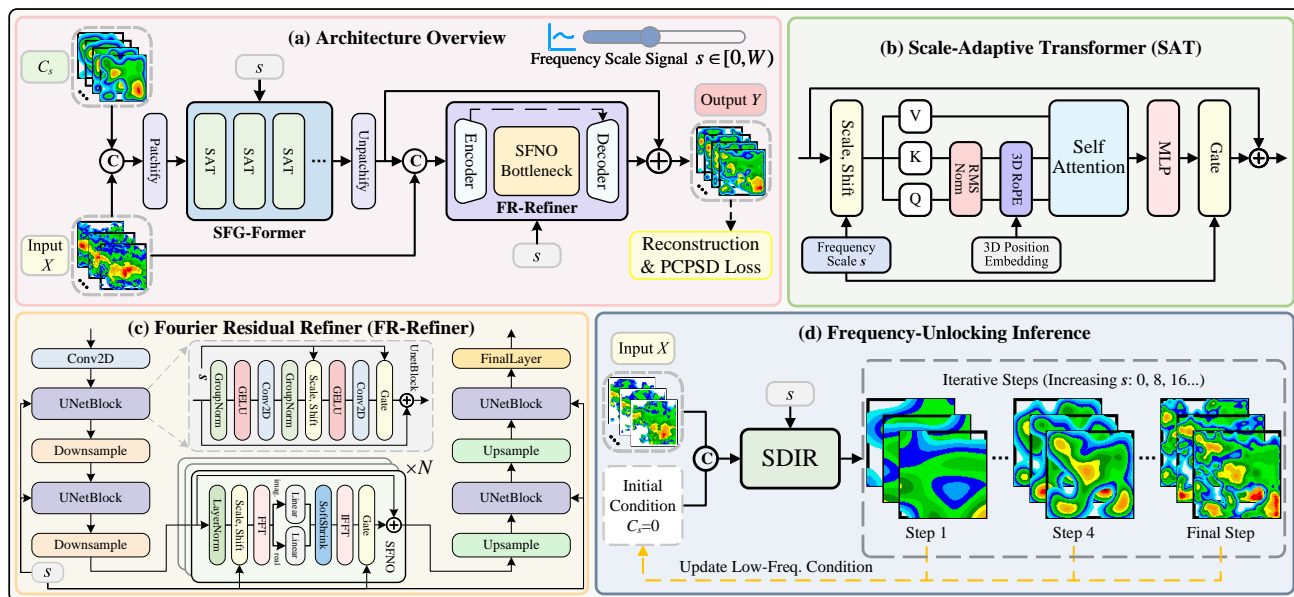 (a) Architecture Overview
Frequency Scale Signal s∈[0,W)
C_s
s
Output Y
C
Patchify
SAT
SAT
SAT
...
Unpatchify
C
Encoder
SFNO
Bottleneck
Decoder
FR-Refiner
SFG-Former
Input
X
s
Reconstruction
& PCPSD Loss
(b) Scale-Adaptive Transformer (SAT)
Scale, Shift
V
K
Q
RMS
Norm
3D RoPE
Self
Attention
MLP
Gate
Frequency
Scale s
3D Position
Embedding
(c) Fourier Residual Refiner (FR-Refiner)
Conv2D
UNetBlock
Downsample
UNetBlock
Downsample
s
s
GroupNorm
GELU
Conv2D
GroupNorm
Scale, Shift
GELU
Conv2D
Gate
UnetBlock
×N
LayerNorm
Scale, Shift
FFT
imag.
real
Linear
Linear
SoftShrink
IFFT
Gate
SFNO
FinalLayer
UNetBlock
Upsample
UNetBlock
Upsample
(d) Frequency-Unlocking Inference
Input X
Initial
Condition
C_s=0
C
s
SDIR
Iterative Steps (Increasing s: 0, 8, 16...)
...
...
Step 1
Step 4
Final Step
Update Low-Freq. Condition